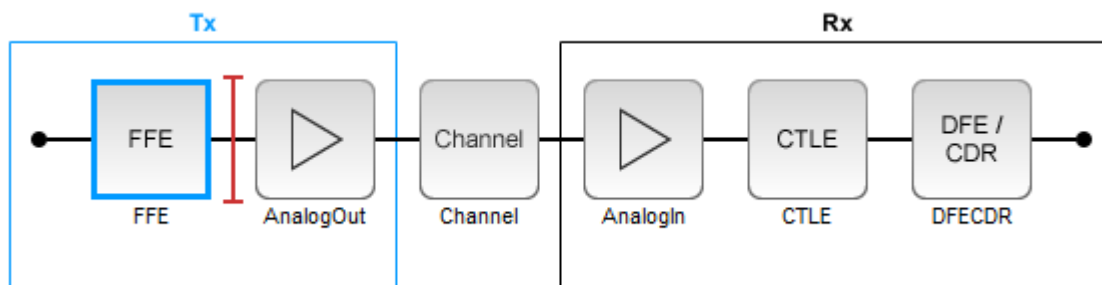 Tx
Rx
FFE
Channel
CTLE
DFE /
CDR
FFE
AnalogOut
Channel
AnalogIn
CTLE
DFECDR